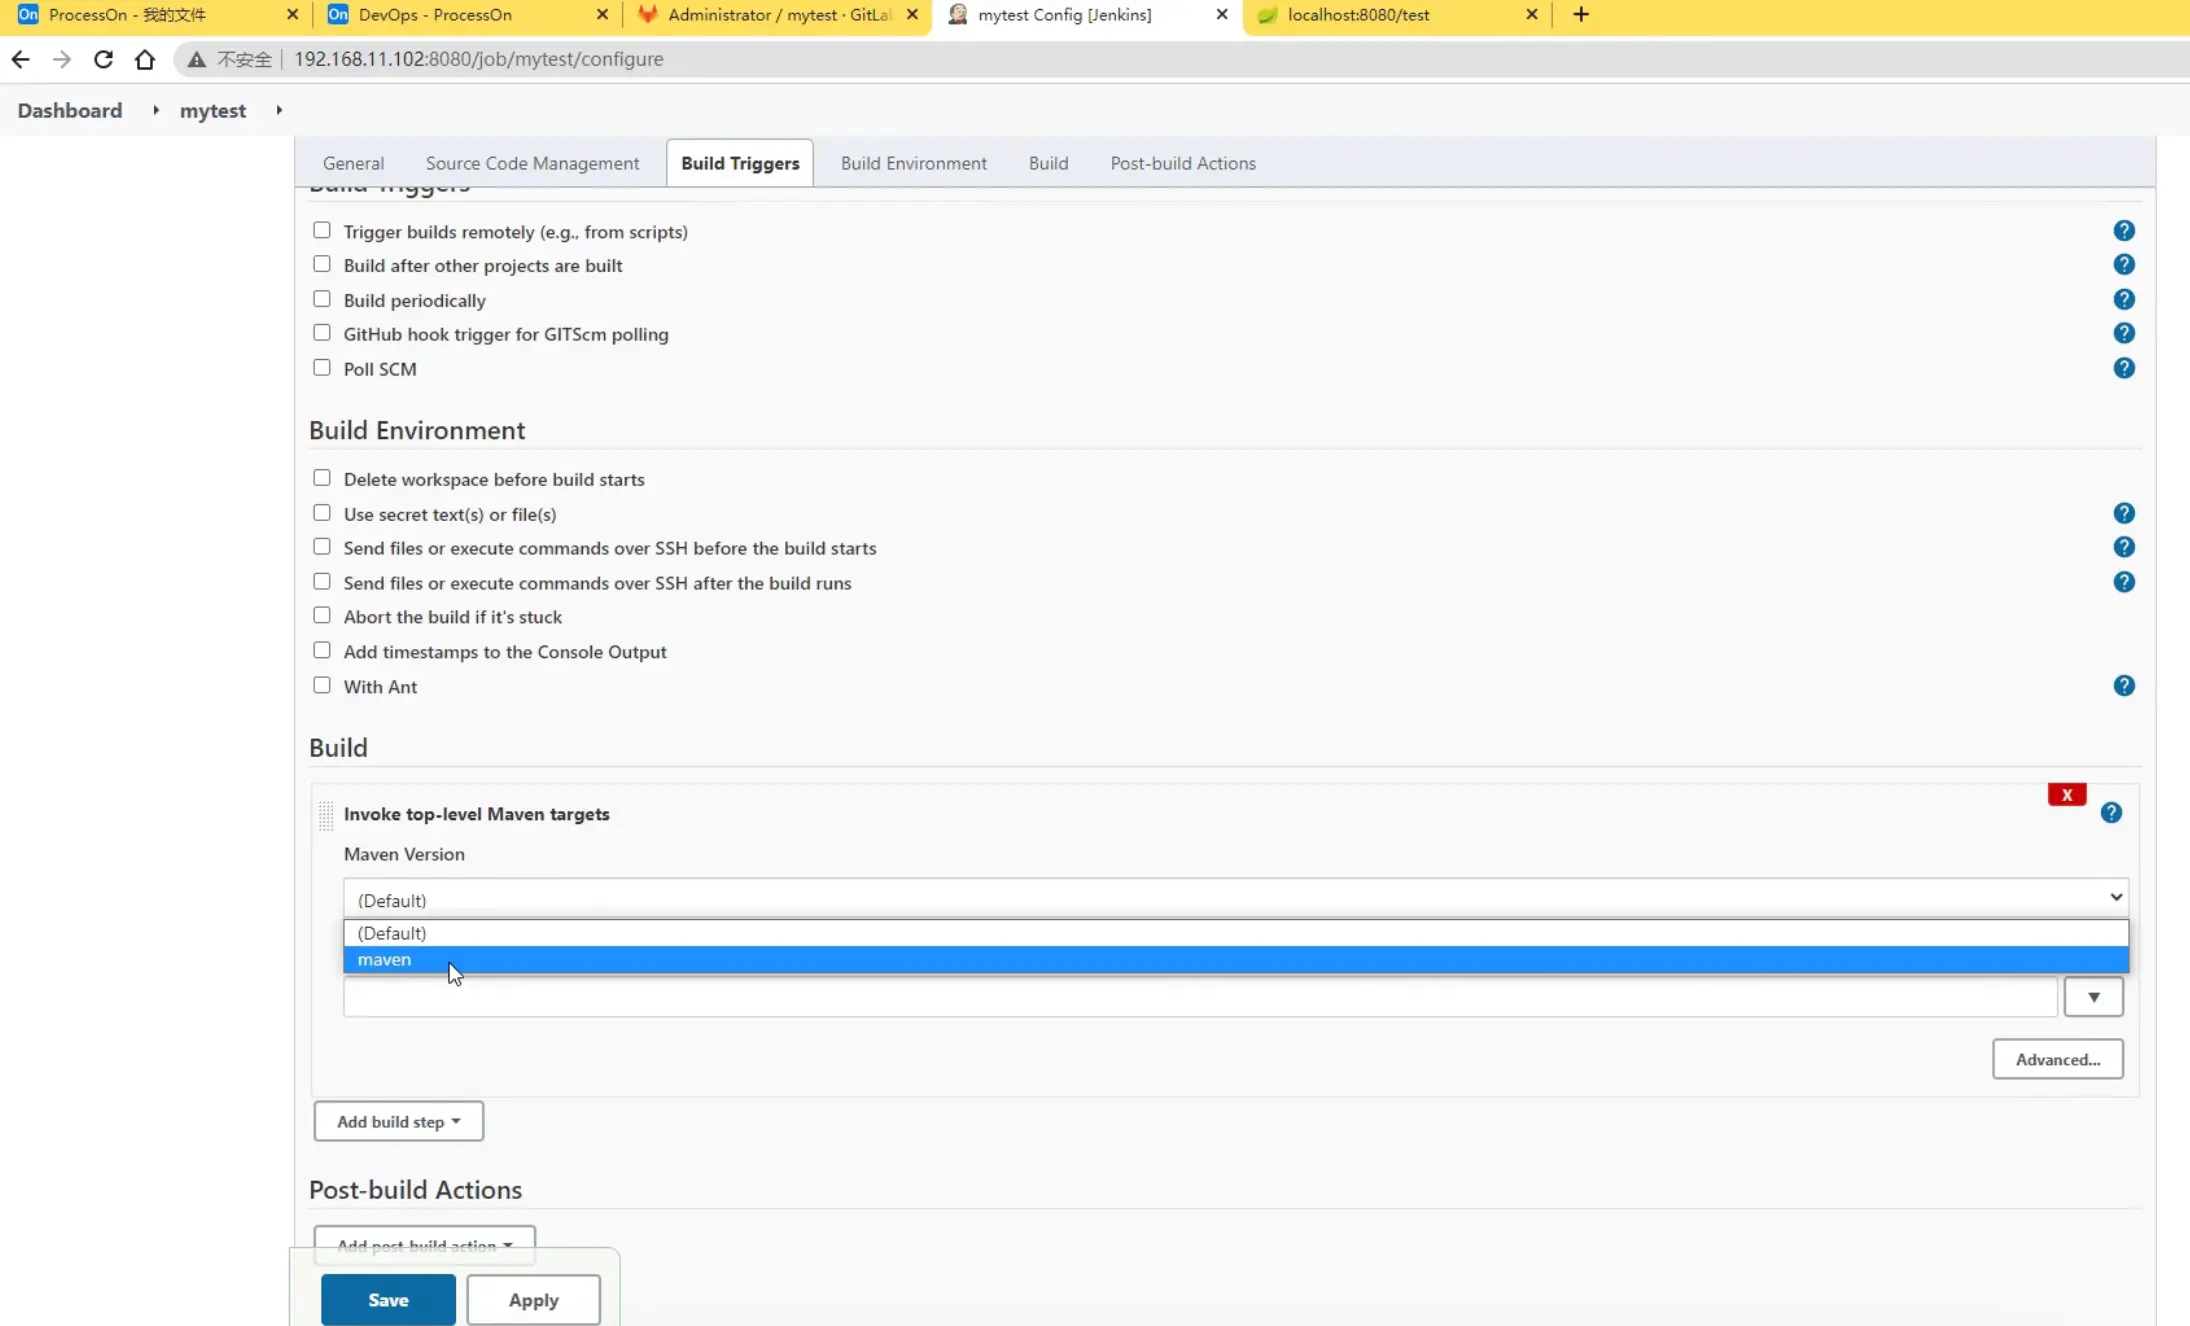 On ProcessOn - 我的文件 On DevOps - ProcessOn Administrator / mytest · GitLa mytest Config [Jenkins] localhost:8080/test
不安全 192.168.11.102:8080/job/mytest/configure
Dashboard mytest
General Source Code Management Build Triggers Build Environment Build Post-build Actions
Build Triggers
Trigger builds remotely (e.g., from scripts)
Build after other projects are built
Build periodically
GitHub hook trigger for GITScm polling
Poll SCM
Build Environment
Delete workspace before build starts
Use secret text(s) or file(s)
Send files or execute commands over SSH before the build starts
Send files or execute commands over SSH after the build runs
Abort the build if it's stuck
Add timestamps to the Console Output
With Ant
Build
X
Invoke top-level Maven targets
Maven Version
(Default)
(Default)
maven
Advanced...
Add build step
Post-build Actions
Add post-build action
Save Apply